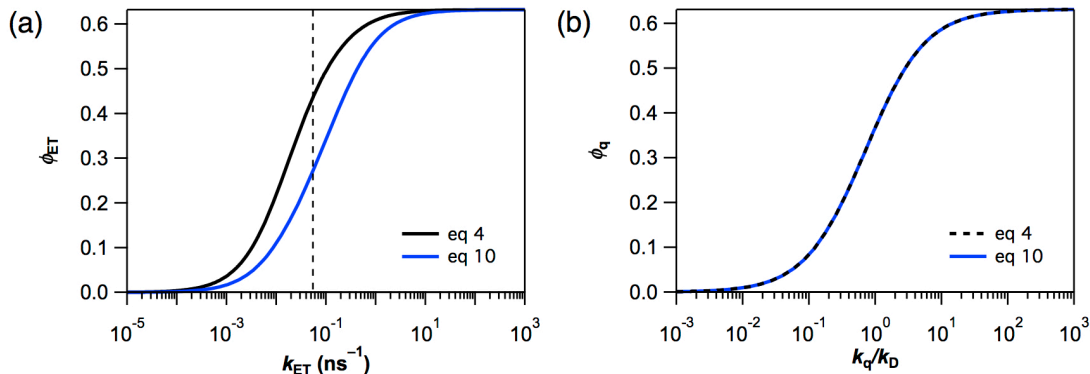 (a)
0.6
0.5
0.4
0.3
0.2
0.1
0.0
ϕET
10⁻⁵ 10⁻³ 10⁻¹ 10¹ 10³
kET (ns⁻¹)
eq 4
eq 10
(b)
0.6
0.5
0.4
0.3
0.2
0.1
0.0
ϕq
10⁻³ 10⁻² 10⁻¹ 10⁰ 10¹ 10² 10³
kq/kD
eq 4
eq 10